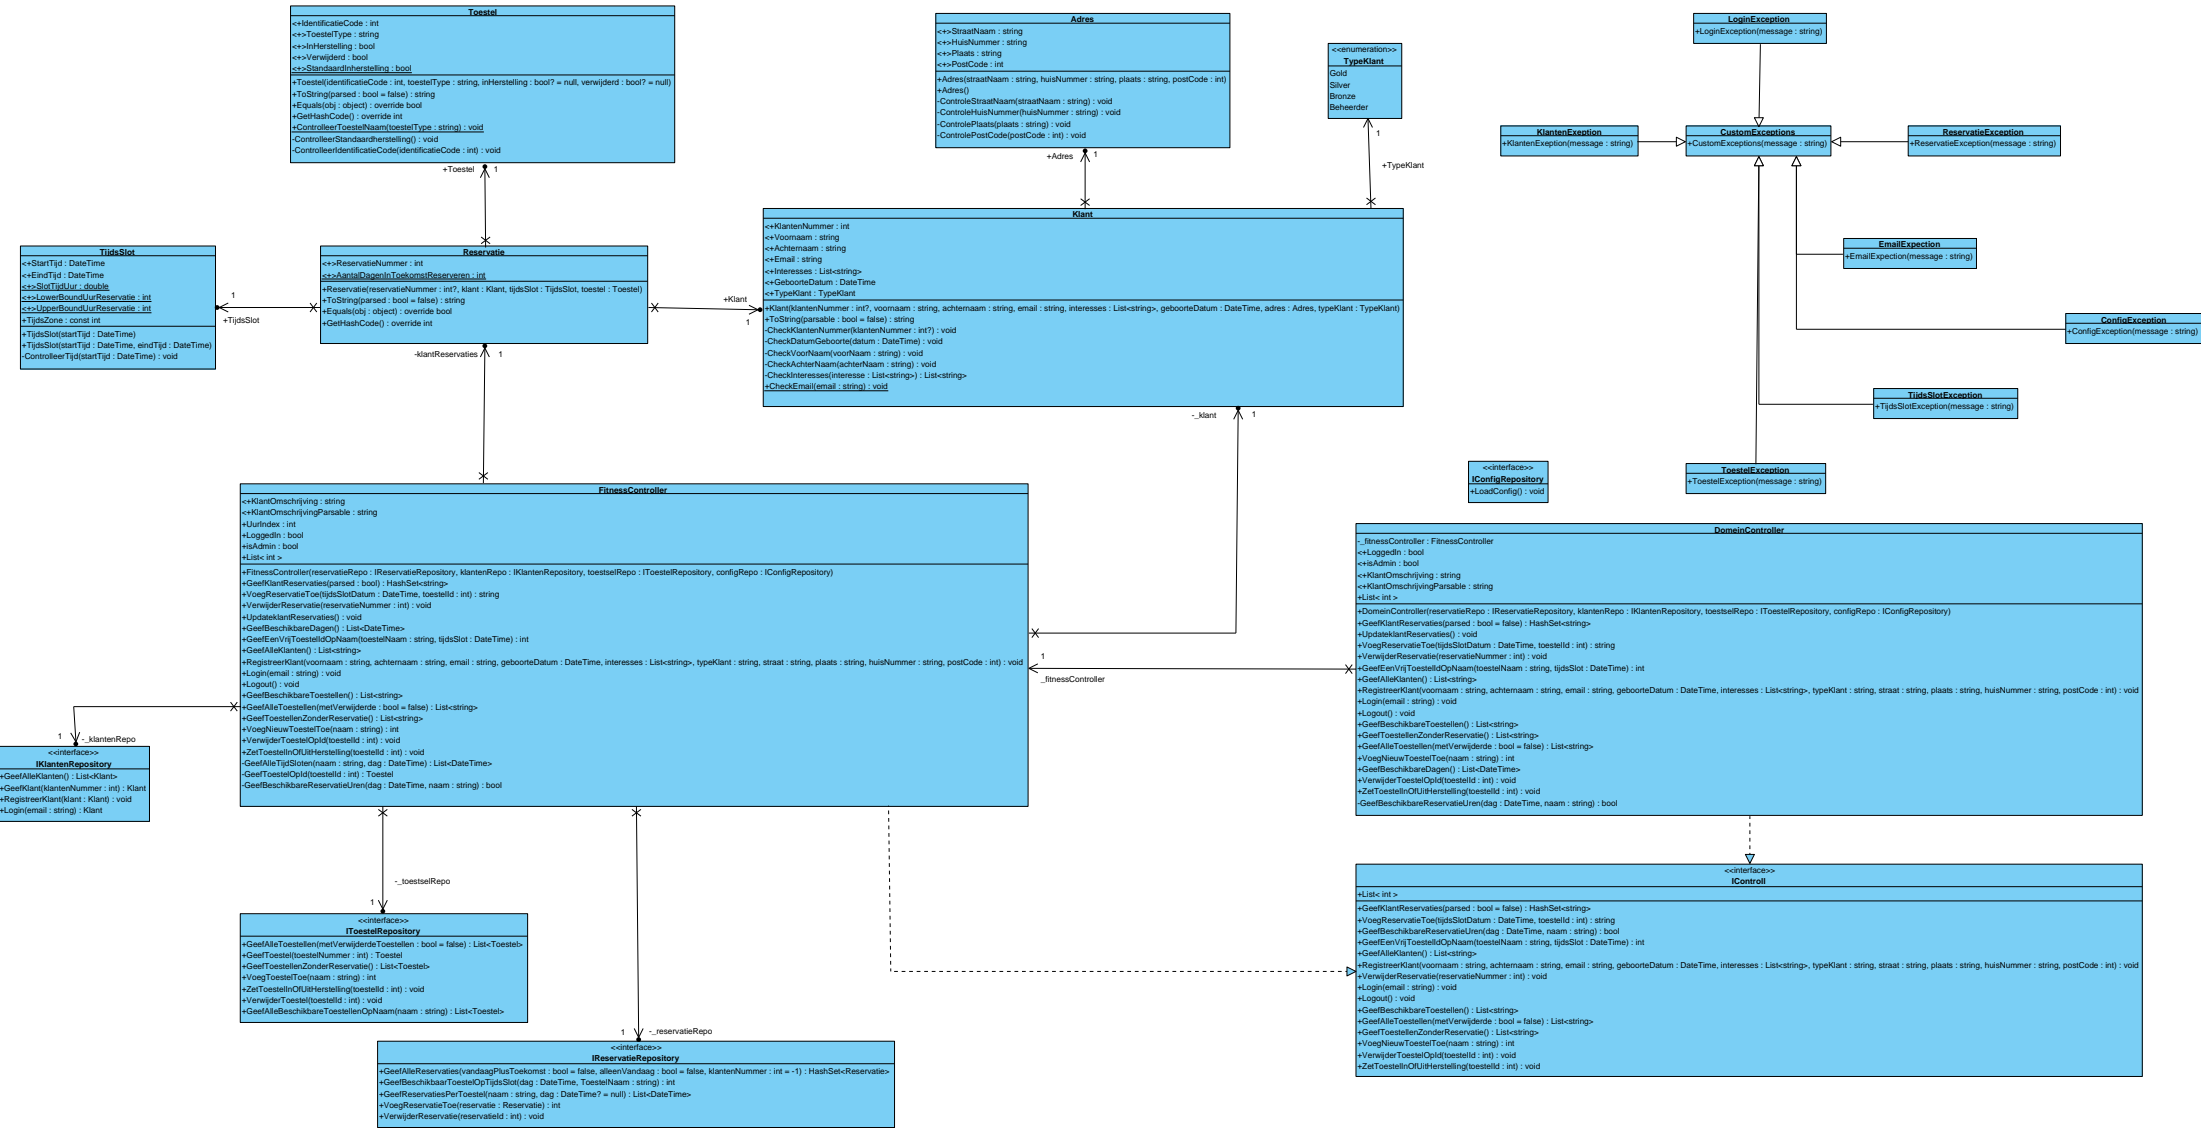 Toestel
<+IdentificatieCode : int
<+>ToestelType : string
<+>InHerstelling : bool
<+>Verwijderd : bool
<+>StandaardInherstelling : bool
+Toestel(identificatieCode : int, toestelType : string, inHerstelling : bool? = null, verwijderd : bool? = null)
+ToString(parsed : bool = false) : string
+Equals(obj : object) : override bool
+GetHashCode() : override int
+ControlleerToestelNaam(toestelType : string) : void
-ControlleerStandaardherstelling() : void
-ControlleerIdentificatieCode(identificatieCode : int) : void
+Toestel
1
Adres
<+>StraatNaam : string
<+>HuisNummer : string
<+>Plaats : string
<+>PostCode : int
+Adres(straatNaam : string, huisNummer : string, plaats : string, postCode : int)
+Adres()
-ControleStraatNaam(straatNaam : string) : void
-ControleHuisNummer(huisNummer : string) : void
-ControlePlaats(plaats : string) : void
-ControlePostCode(postCode : int) : void
+Adres
1
<<enumeration>>
TypeKlant
Gold
Silver
Bronze
Beheerder
1
+TypeKlant
LoginException
+LoginException(message : string)
KlantenExeption
+KlantenExeption(message : string)
CustomExceptions
+CustomExceptions(message : string)
ReservatieException
+ReservatieException(message : string)
EmailExpection
+EmailExpection(message : string)
ConfigException
+ConfigException(message : string)
TijdsSlotException
+TijdsSlotException(message : string)
ToestelException
+ToestelException(message : string)
TijdsSlot
<+StartTijd : DateTime
<+EindTijd : DateTime
<+>SlotTijdUur : double
<+>LowerBoundUurReservatie : int
<+>UpperBoundUurReservatie : int
+TijdsZone : const int
+TijdsSlot(startTijd : DateTime)
+TijdsSlot(startTijd : DateTime, eindTijd : DateTime)
-ControlleerTijd(startTijd : DateTime) : void
1
+TijdsSlot
Reservatie
<+>ReservatieNummer : int
<+>AantalDagenInToekomstReserveren : int
+Reservatie(reservatieNummer : int?, klant : Klant, tijdsSlot : TijdsSlot, toestel : Toestel)
+ToString(parsed : bool = false) : string
+Equals(obj : object) : override bool
+GetHashCode() : override int
-klantReservaties
1
+Klant
1
Klant
<+KlantenNummer : int
<+Voornaam : string
<+Achternaam : string
<+Email : string
<+Interesses : List<string>
<+GeboorteDatum : DateTime
<+TypeKlant : TypeKlant
+Klant(klantenNummer : int?, voornaam : string, achternaam : string, email : string, interesses : List<string>, geboorteDatum : DateTime, adres : Adres, typeKlant : TypeKlant)
+ToString(parsable : bool = false) : string
-CheckKlantenNummer(klantenNummer : int?) : void
-CheckDatumGeboorte(datum : DateTime) : void
-CheckVoorNaam(voorNaam : string) : void
-CheckAchterNaam(achterNaam : string) : void
-CheckInteresses(interesse : List<string>) : List<string>
+CheckEmail(email : string) : void
-_klant
1
<<interface>>
IConfigRepository
+LoadConfig() : void
FitnessController
<+KlantOmschrijving : string
<+KlantOmschrijvingParsable : string
+UurIndex : int
+LoggedIn : bool
+isAdmin : bool
+List< int >
+FitnessController(reservatieRepo : IReservatieRepository, klantenRepo : IKlantenRepository, toestselRepo : IToestelRepository, configRepo : IConfigRepository)
+GeefKlantReservaties(parsed : bool) : HashSet<string>
+VoegReservatieToe(tijdsSlotDatum : DateTime, toestelId : int) : string
+VerwijderReservatie(reservatieNummer : int) : void
+UpdateklantReservaties() : void
+GeefBeschikbareDagen() : List<DateTime>
+GeefEenVrijToestelIdOpNaam(toestelNaam : string, tijdsSlot : DateTime) : int
+GeefAlleKlanten() : List<string>
+RegistreerKlant(voornaam : string, achternaam : string, email : string, geboorteDatum : DateTime, interesses : List<string>, typeKlant : string, straat : string, plaats : string, huisNummer : string, postCode : int) : void
+Login(email : string) : void
+Logout() : void
+GeefBeschikbareToestellen() : List<string>
+GeefAlleToestellen(metVerwijderde : bool = false) : List<string>
+GeefToestellenZonderReservatie() : List<string>
+VoegNieuwToestelToe(naam : string) : int
+VerwijderToestelOpId(toestelId : int) : void
+ZetToestelInOfUitHerstelling(toestelId : int) : void
-GeefAlleTijdSloten(naam : string, dag : DateTime) : List<DateTime>
-GeefToestelOpId(toestelId : int) : Toestel
-GeefBeschikbareReservatieUren(dag : DateTime, naam : string) : bool
1
_fitnessController
DomeinController
-_fitnessController : FitnessController
<+LoggedIn : bool
<+isAdmin : bool
<+KlantOmschrijving : string
<+KlantOmschrijvingParsable : string
+List< int >
+DomeinController(reservatieRepo : IReservatieRepository, klantenRepo : IKlantenRepository, toestselRepo : IToestelRepository, configRepo : IConfigRepository)
+GeefKlantReservaties(parsed : bool = false) : HashSet<string>
+UpdateklantReservaties() : void
+VoegReservatieToe(tijdsSlotDatum : DateTime, toestelId : int) : string
+VerwijderReservatie(reservatieNummer : int) : void
+GeefEenVrijToestelIdOpNaam(toestelNaam : string, tijdsSlot : DateTime) : int
+GeefAlleKlanten() : List<string>
+RegistreerKlant(voornaam : string, achternaam : string, email : string, geboorteDatum : DateTime, interesses : List<string>, typeKlant : string, straat : string, plaats : string, huisNummer : string, postCode : int) : void
+Login(email : string) : void
+Logout() : void
+GeefBeschikbareToestellen() : List<string>
+GeefToestellenZonderReservatie() : List<string>
+GeefAlleToestellen(metVerwijderde : bool = false) : List<string>
+VoegNieuwToestelToe(naam : string) : int
+GeefBeschikbareDagen() : List<DateTime>
+VerwijderToestelOpId(toestelId : int) : void
+ZetToestelInOfUitHerstelling(toestelId : int) : void
-GeefBeschikbareReservatieUren(dag : DateTime, naam : string) : bool
1
-_klantenRepo
<<interface>>
IKlantenRepository
+GeefAlleKlanten() : List<Klant>
+GeefKlant(klantenNummer : int) : Klant
+RegistreerKlant(klant : Klant) : void
+Login(email : string) : Klant
-_toestselRepo
1
<<interface>>
IToestelRepository
+GeefAlleToestellen(metVerwijderdeToestellen : bool = false) : List<Toestel>
+GeefToestel(toestelNummer : int) : Toestel
+GeefToestellenZonderReservatie() : List<Toestel>
+VoegToestelToe(naam : string) : int
+ZetToestelInOfUitHerstelling(toestelId : int) : void
+VerwijderToestel(toestelId : int) : void
+GeefAlleBeschikbareToestellenOpNaam(naam : string) : List<Toestel>
1
-_reservatieRepo
<<interface>>
IReservatieRepository
+GeefAlleReservaties(vandaagPlusToekomst : bool = false, alleenVandaag : bool = false, klantenNummer : int = -1) : HashSet<Reservatie>
+GeefBeschikbaarToestelOpTijdsSlot(dag : DateTime, ToestelNaam : string) : int
+GeefReservatiesPerToestel(naam : string, dag : DateTime? = null) : List<DateTime>
+VoegReservatieToe(reservatie : Reservatie) : int
+VerwijderReservatie(reservatieId : int) : void
<<interface>>
IControll
+List< int >
+GeefKlantReservaties(parsed : bool = false) : HashSet<string>
+VoegReservatieToe(tijdsSlotDatum : DateTime, toestelId : int) : string
+GeefBeschikbareReservatieUren(dag : DateTime, naam : string) : bool
+GeefEenVrijToestelIdOpNaam(toestelNaam : string, tijdsSlot : DateTime) : int
+GeefAlleKlanten() : List<string>
+RegistreerKlant(voornaam : string, achternaam : string, email : string, geboorteDatum : DateTime, interesses : List<string>, typeKlant : string, straat : string, plaats : string, huisNummer : string, postCode : int) : void
+VerwijderReservatie(reservatieNummer : int) : void
+Login(email : string) : void
+Logout() : void
+GeefBeschikbareToestellen() : List<string>
+GeefAlleToestellen(metVerwijderde : bool = false) : List<string>
+GeefToestellenZonderReservatie() : List<string>
+VoegNieuwToestelToe(naam : string) : int
+VerwijderToestelOpId(toestelId : int) : void
+ZetToestelInOfUitHerstelling(toestelId : int) : void